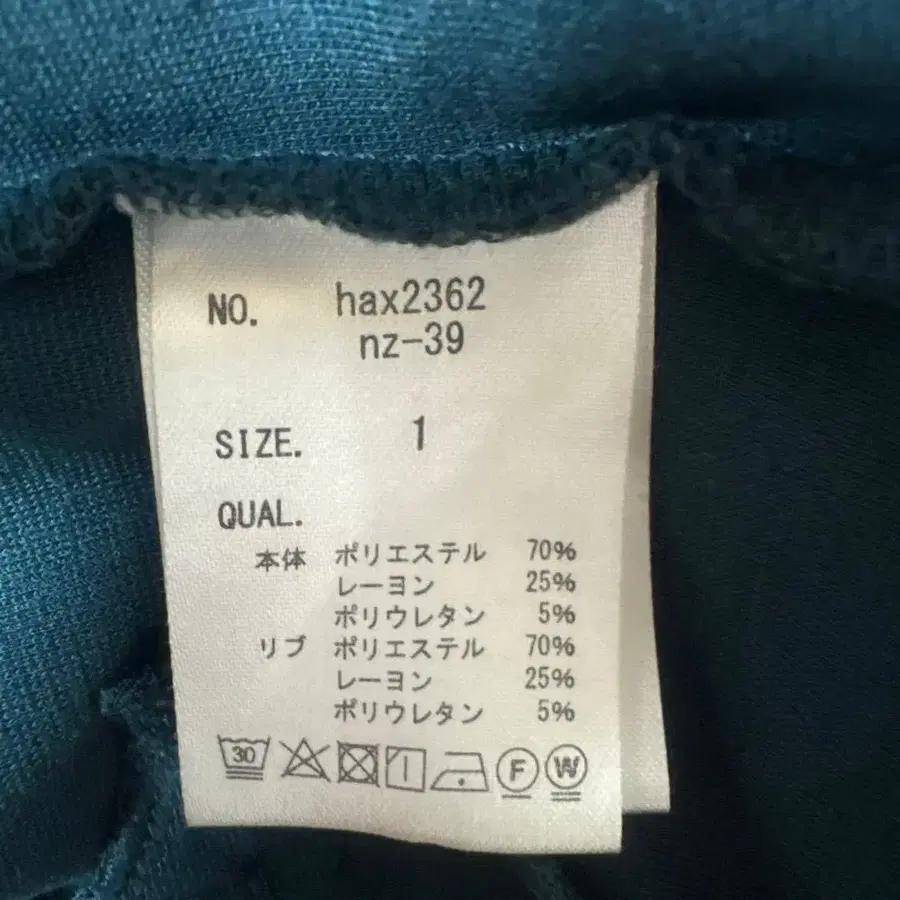 NO. hax2362
nz-39
SIZE. 1
QUAL.
本体 ポリエステル 70%
レーヨン 25%
ポリウレタン 5%
リブ ポリエステル 70%
レーヨン 25%
ポリウレタン 5%
30 F W